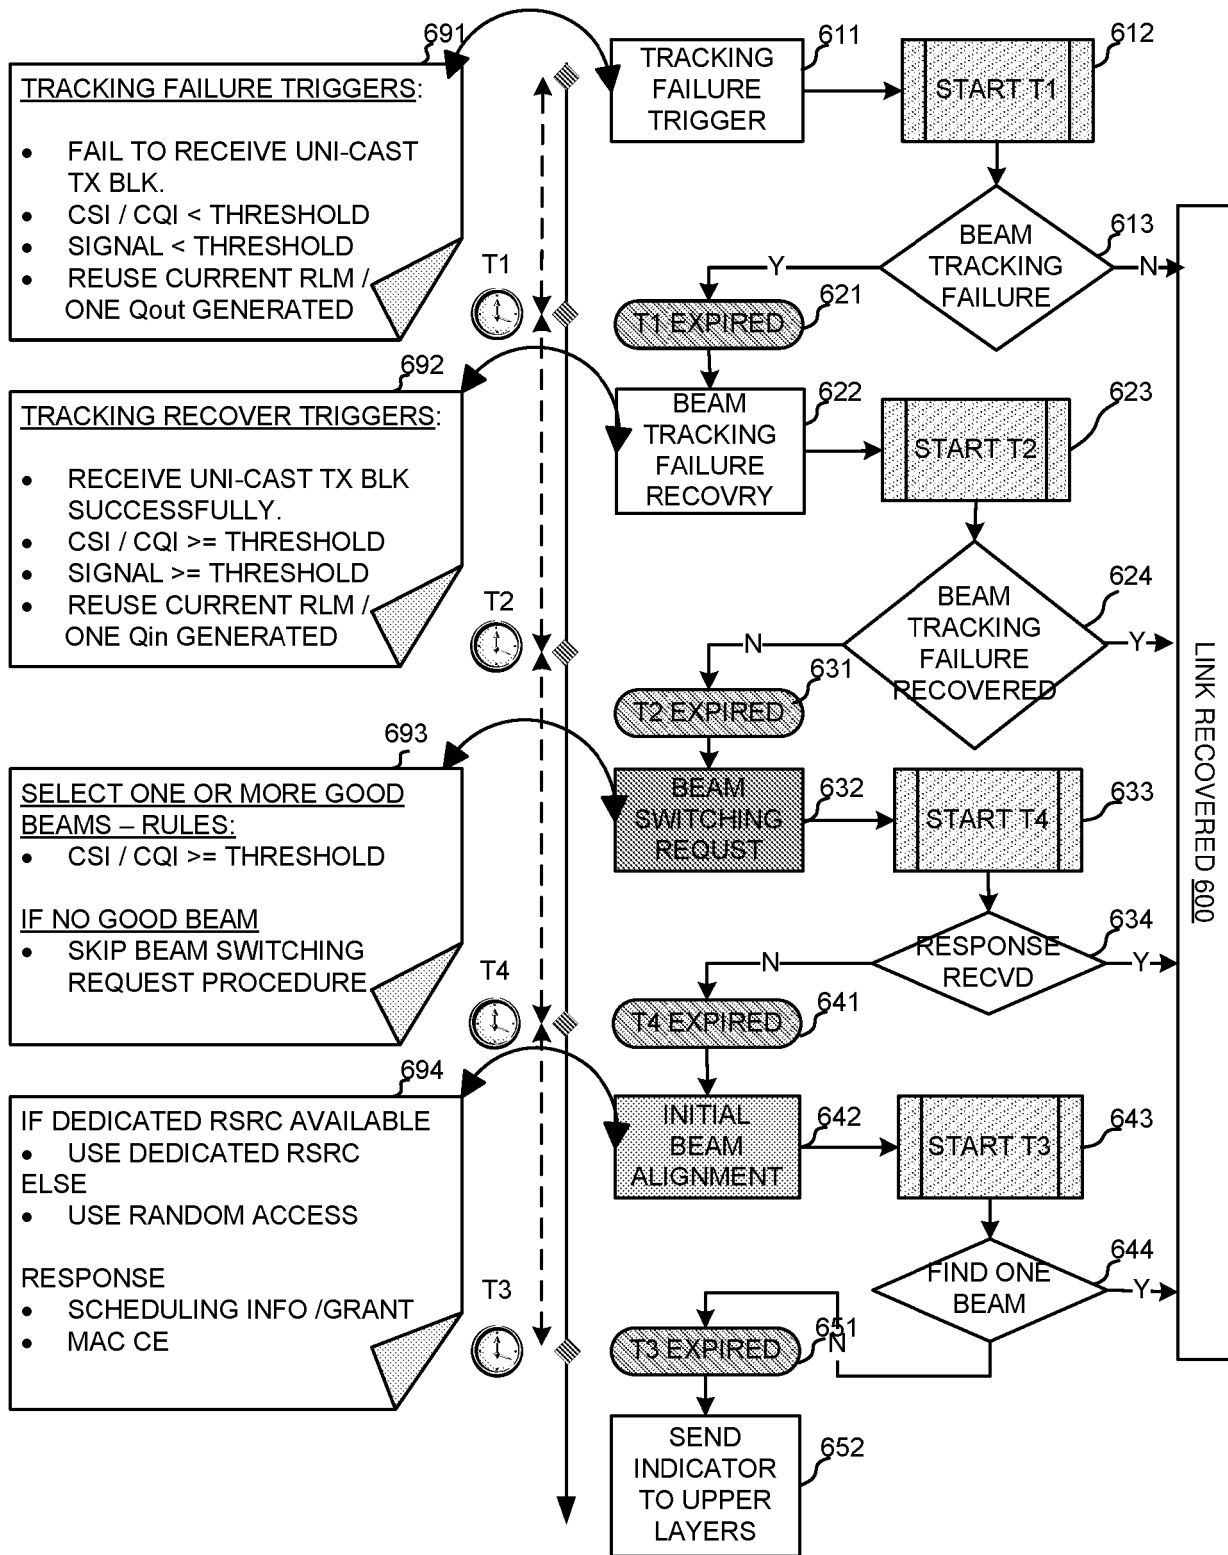 691
TRACKING FAILURE TRIGGERS:
• FAIL TO RECEIVE UNI-CAST
TX BLK.
• CSI / CQI < THRESHOLD
• SIGNAL < THRESHOLD
• REUSE CURRENT RLM /
ONE Qout GENERATED
T1
611
TRACKING
FAILURE
TRIGGER
612
START T1
613
BEAM
TRACKING
FAILURE
Y
N
621
T1 EXPIRED
692
TRACKING RECOVER TRIGGERS:
• RECEIVE UNI-CAST TX BLK
SUCCESSFULLY.
• CSI / CQI >= THRESHOLD
• SIGNAL >= THRESHOLD
• REUSE CURRENT RLM /
ONE Qin GENERATED
T2
622
BEAM
TRACKING
FAILURE
RECOVRY
623
START T2
624
BEAM
TRACKING
FAILURE
RECOVERED
N
Y
631
T2 EXPIRED
693
SELECT ONE OR MORE GOOD
BEAMS – RULES:
• CSI / CQI >= THRESHOLD
IF NO GOOD BEAM
• SKIP BEAM SWITCHING
REQUEST PROCEDURE
T4
632
BEAM
SWITCHING
REQUST
633
START T4
634
RESPONSE
RECVD
N
Y
641
T4 EXPIRED
694
IF DEDICATED RSRC AVAILABLE
• USE DEDICATED RSRC
ELSE
• USE RANDOM ACCESS
RESPONSE
• SCHEDULING INFO /GRANT
• MAC CE
T3
642
INITIAL
BEAM
ALIGNMENT
643
START T3
644
FIND ONE
BEAM
Y
N
651
T3 EXPIRED
652
SEND
INDICATOR
TO UPPER
LAYERS
LINK RECOVERED 600